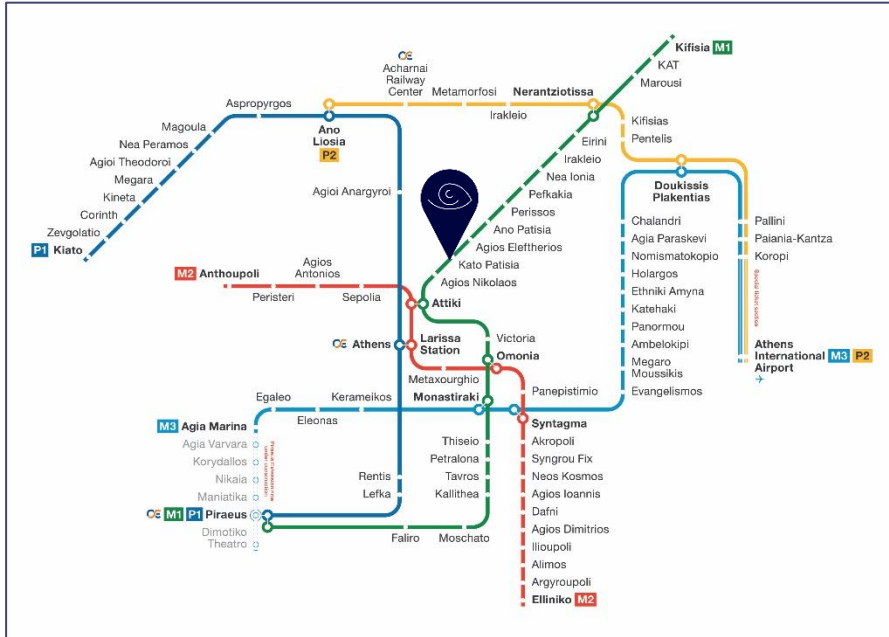 Kifisia M1
KAT
Marousi
Acharnai
Railway
Center
Metamorfosi
Nerantziotissa
Irakleio
Aspropyrgos
Ano
Liosia
P2
Magoula
Nea Peramos
Agioi Theodoroi
Megara
Kineta
Corinth
Zevgolatio
P1 Kiato
Agioi Anargyroi
Kifisias
Pentelis
Eirini
Irakleio
Nea Ionia
Pefkakia
Perissos
Ano Patisia
Agios Eleftherios
Kato Patisia
Agios Nikolaos
Doukissis
Plakentias
Chalandri
Agia Paraskevi
Nomismatokopio
Holargos
Ethniki Amyna
Katehaki
Panormou
Ambelokipi
Megaro
Moussikis
Evangelismos
Pallini
Paiania-Kantza
Koropi
Athens
International
Airport
M3 P2
M2 Anthoupoli
Agios
Antonios
Peristeri
Sepolia
Attiki
Athens
Larissa
Station
Victoria
Omonia
Metaxourghio
Monastiraki
Panepistimio
Egaleo
Kerameikos
Eleonas
M3 Agia Marina
Agia Varvara
Korydallos
Nikaia
Maniatika
M1 P1 Piraeus
Dimotiko
Theatro
Rentis
Lefka
Thiseio
Petralona
Tavros
Kallithea
Faliro
Moschato
Syntagma
Akropoli
Syngrou Fix
Neos Kosmos
Agios Ioannis
Dafni
Agios Dimitrios
Ilioupoli
Alimos
Argyroupoli
Elliniko M2